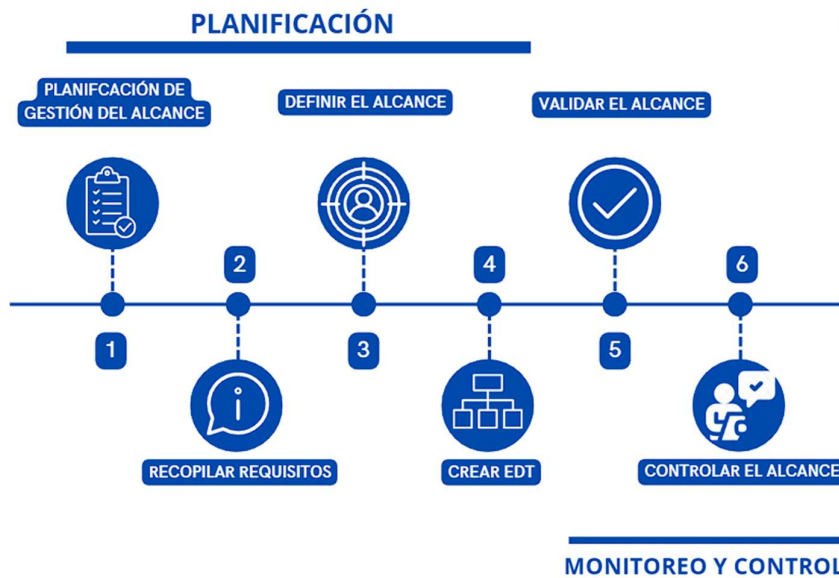 PLANIFICACIÓN
PLANIFCACIÓN DE
GESTIÓN DEL ALCANCE
DEFINIR EL ALCANCE
VALIDAR EL ALCANCE
2
4
6
1
3
5
RECOPILAR REQUISITOS
CREAR EDT
CONTROLAR EL ALCANCE
MONITOREO Y CONTROL